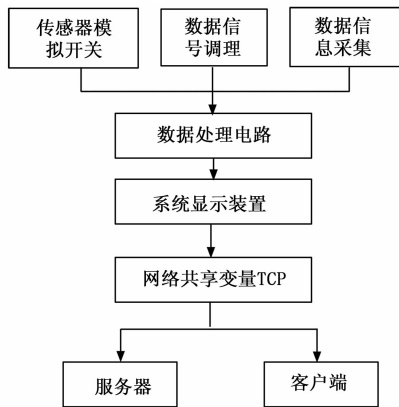 传感器模
拟开关
数据信
号调理
数据信
息采集
数据处理电路
系统显示装置
网络共享变量TCP
服务器
客户端